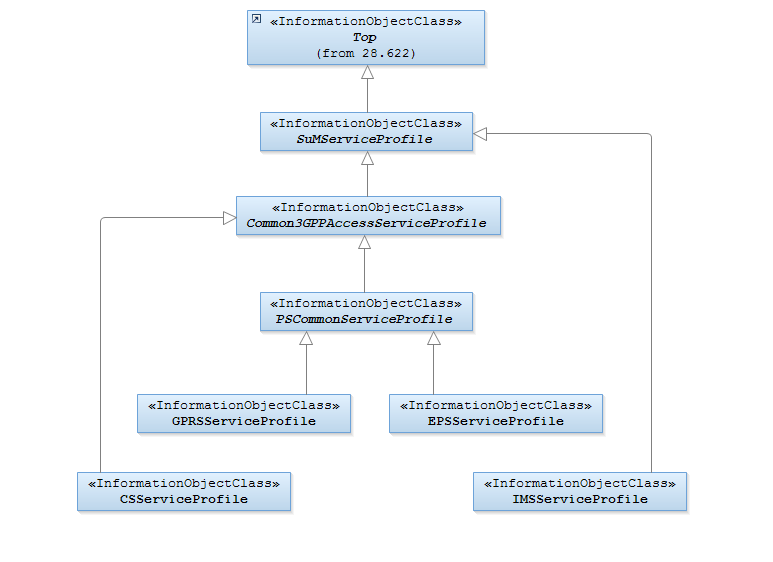 «InformationObjectClass»
Top
(from 28.622)
«InformationObjectClass»
SuMServiceProfile
«InformationObjectClass»
Common3GPPAccessServiceProfile
«InformationObjectClass»
PSCommonServiceProfile
«InformationObjectClass»
GPRSServiceProfile
«InformationObjectClass»
EPSServiceProfile
«InformationObjectClass»
CSServiceProfile
«InformationObjectClass»
IMSServiceProfile